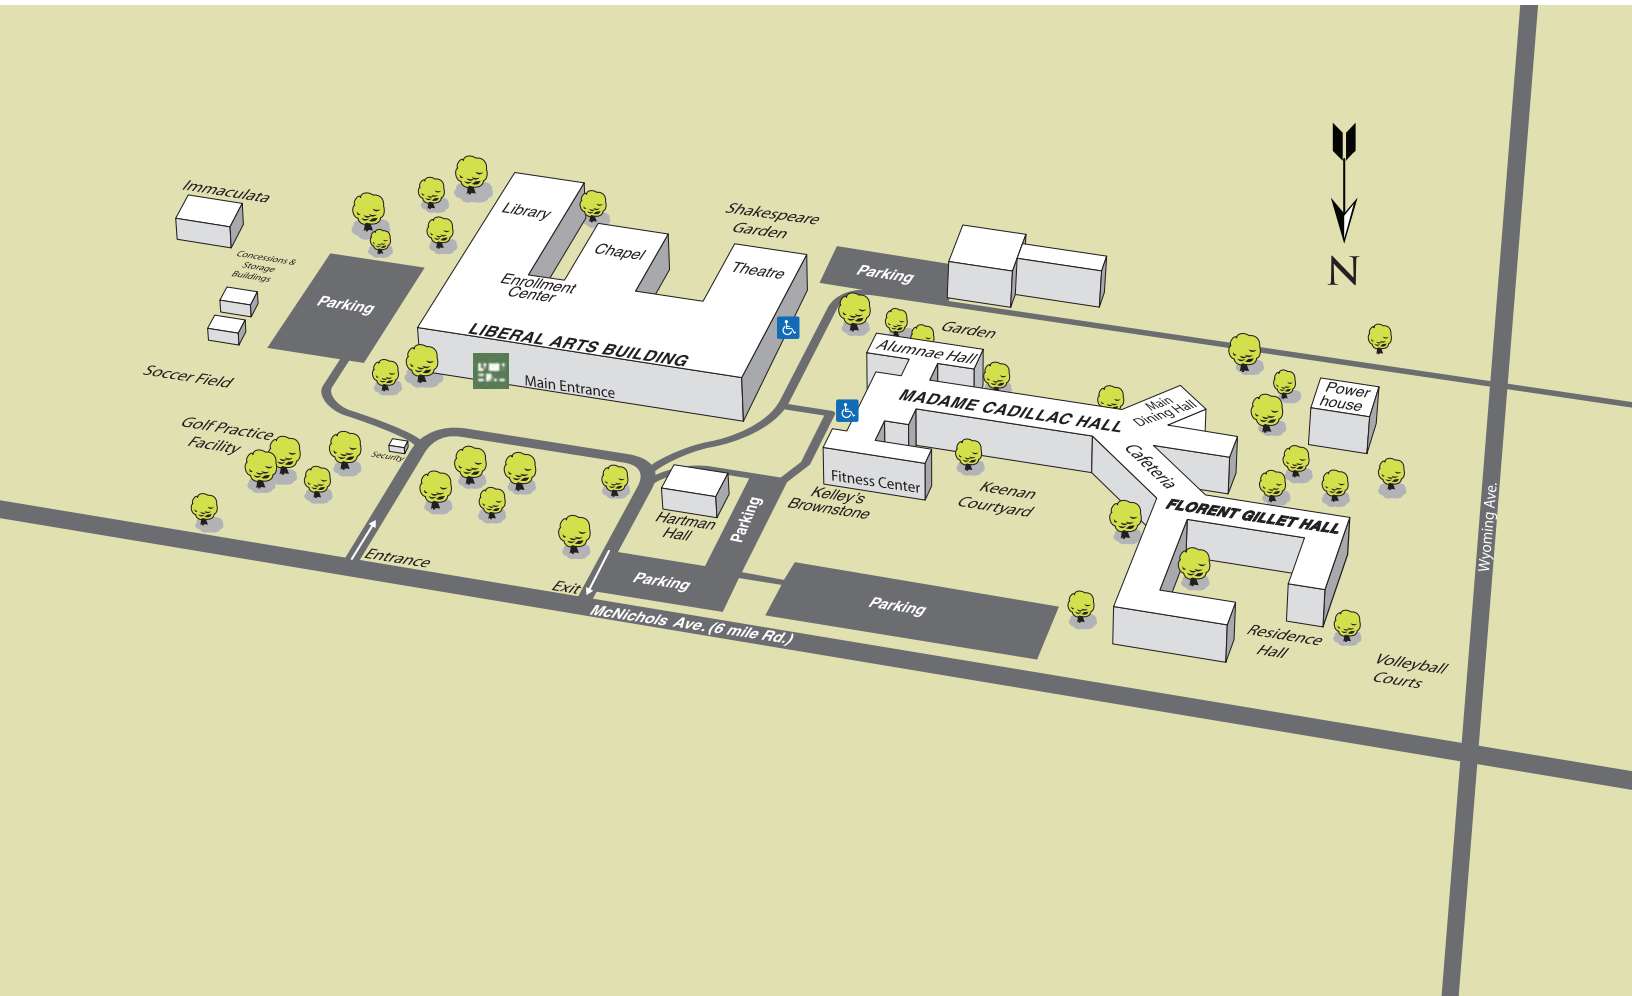 Immaculata
Concessions &
Storage
Buildings
Parking
Soccer Field
Golf Practice
Facility
Security
Library
Chapel
Theatre
Enrollment
Center
LIBERAL ARTS BUILDING
Main Entrance
Shakespeare
Garden
Parking
Garden
Alumnae Hall
MADAME CADILLAC HALL
Main
Dining Hall
Cafeteria
Power
house
Fitness Center
Kelley's
Brownstone
Keenan
Courtyard
FLORENT GILLET HALL
Hartman
Hall
Parking
Parking
Parking
Entrance
Exit
McNichols Ave. (6 mile Rd.)
Residence
Hall
Volleyball
Courts
Wyoming Ave.
N